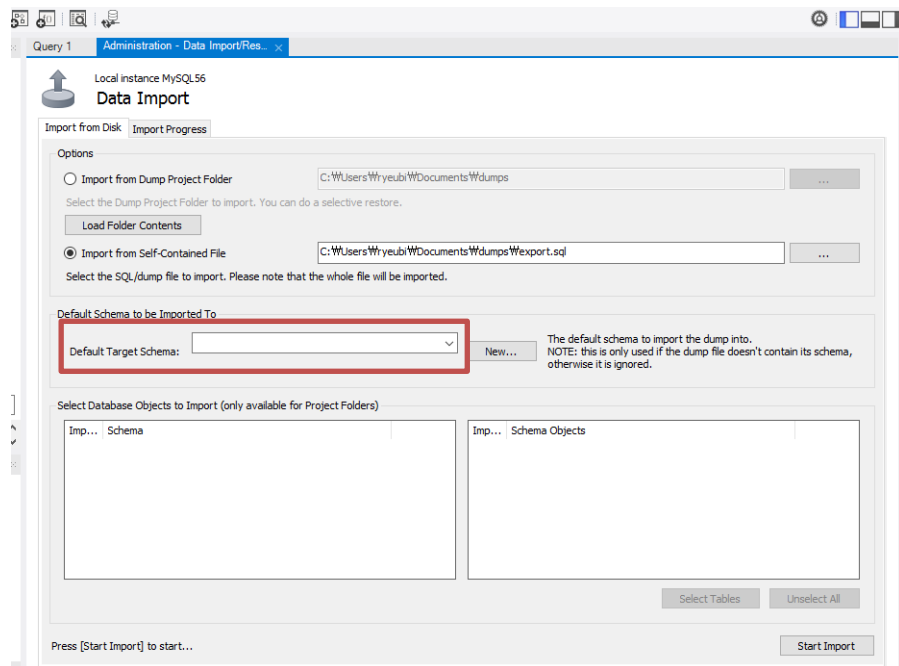 Query 1
Administration - Data Import/Res...
Local instance MySQL56
Data Import
Import from Disk
Import Progress
Options
Import from Dump Project Folder
C:₩Users₩ryeubi₩Documents₩dumps
...
Select the Dump Project Folder to import. You can do a selective restore.
Load Folder Contents
Import from Self-Contained File
C:₩Users₩ryeubi₩Documents₩dumps₩export.sql
...
Select the SQL/dump file to import. Please note that the whole file will be imported.
Default Schema to be Imported To
Default Target Schema:
New...
The default schema to import the dump into.
NOTE: this is only used if the dump file doesn't contain its schema,
otherwise it is ignored.
Select Database Objects to Import (only available for Project Folders)
Imp... Schema
Imp... Schema Objects
Select Tables
Unselect All
Press [Start Import] to start...
Start Import